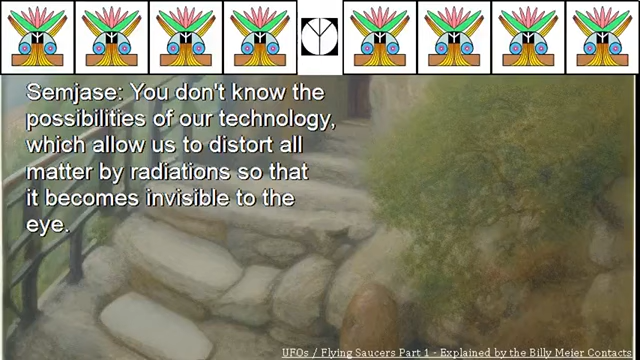 Semjase: You don't know the
possibilities of our technology,
which allow us to distort all
matter by radiations so that
it becomes invisible to the
eye.
UFOs / Flying Saucers Part 1 - Explained by the Billy Meier Contacts